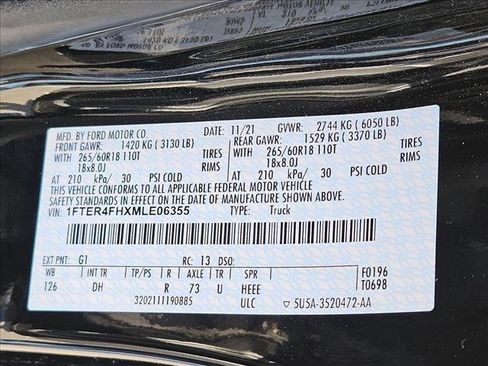 MFD. BY FORD MOTOR CO.
11/21 GVWR: 2744 KG ( 6050 LB)
FRONT GAWR: 1420 KG ( 3130 LB)
REAR GAWR: 1529 KG ( 3370 LB)
WITH 265/60R18 110T TIRES
WITH 265/60R18 110T TIRES
18x8.0J RIMS
18x8.0J RIMS
AT 210 kPa/ 30 PSI COLD
AT 210 kPa/ 30 PSI COLD
THIS VEHICLE CONFORMS TO ALL APPLICABLE FEDERAL MOTOR VEHICLE
SAFETY STANDARDS IN EFFECT ON THE DATE OF MANUFACTURE SHOWN ABOVE.
VIN: 1FTER4FHXMLE06355 TYPE: Truck
EXT PNT: G1 RC: 13 DSO:
WB INT TR TP/PS R AXLE TR SPR F0196
126 DH R 73 U HEEE T0698
3202111190885 ULC 5U5A-3520472-AA